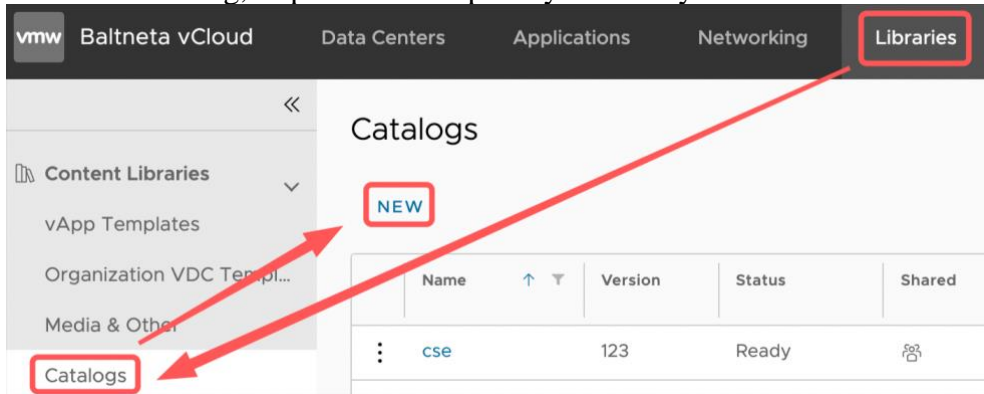 vmw Baltneta vCloud Data Centers Applications Networking Libraries
Content Libraries
vApp Templates
Organization VDC Templ...
Media & Other
Catalogs
Catalogs
NEW
Name Version Status Shared
cse 123 Ready